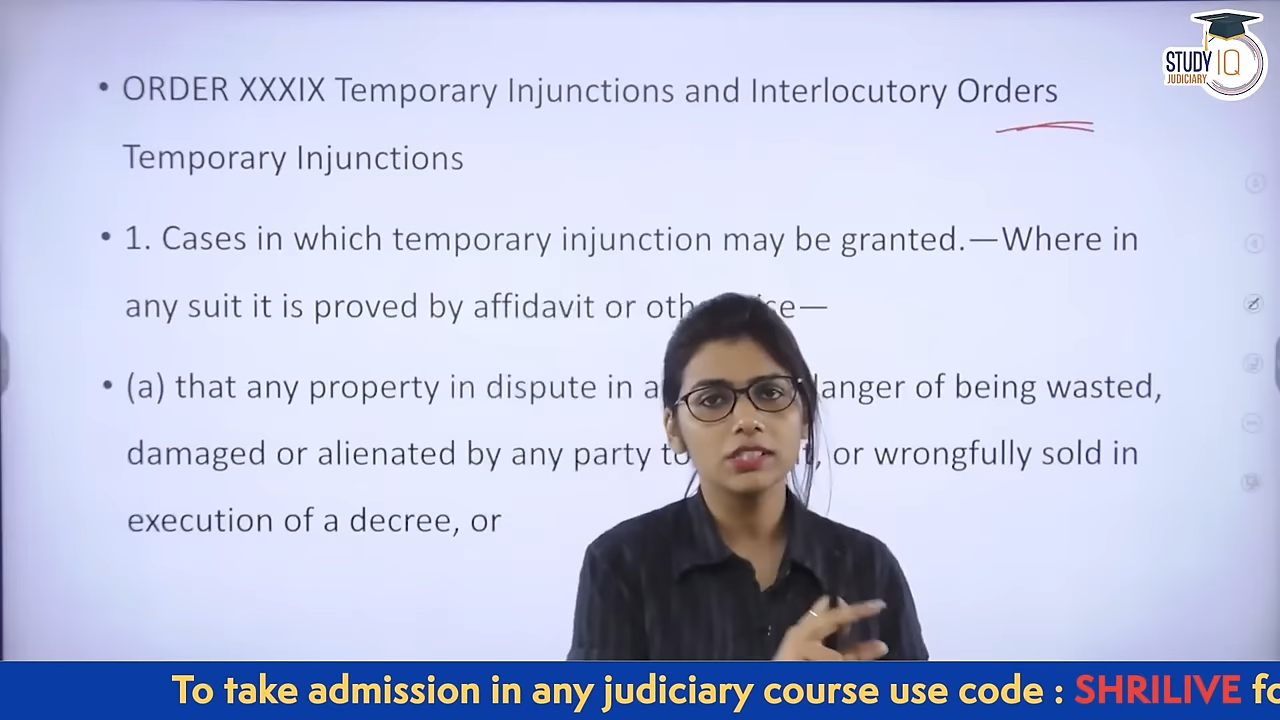 STUDY IQ
JUDICIARY
• ORDER XXXIX Temporary Injunctions and Interlocutory Orders
Temporary Injunctions
• 1. Cases in which temporary injunction may be granted.—Where in
any suit it is proved by affidavit or
• (a) that any property in dispute in a of being wasted,
damaged or alienated by any party or wrongfully sold in
execution of a decree, or
To take admission in any judiciary course use code : SHRILIVE